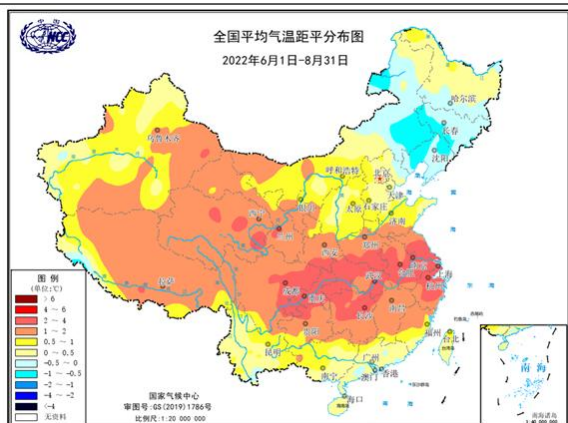 中国
NCC
全国平均气温距平分布图
2022年6月1日-8月31日
哈尔滨
长春
乌鲁木齐
沈阳
呼和浩特
北京
天津
银川
太原
石家庄
济南
西宁
兰州
郑州
西安
南京
合肥
上海
拉萨
成都
武汉
杭州
东 海
重庆
长沙
南昌
贵阳
福州
台北
昆明
广州
南宁
澳门
香港
海口
图 例
(单位:℃)
> 6
4 ~ 6
2 ~ 4
1 ~ 2
0.5 ~ 1
0 ~ 0.5
-0.5 ~ 0
-1 ~ -0.5
-2 ~ -1
-4 ~ -2
<-4
无资料
国家气候中心
审图号:GS(2019)1786号
比例尺:1:20 000 000
南 海
南海诸岛
1:40 000 000